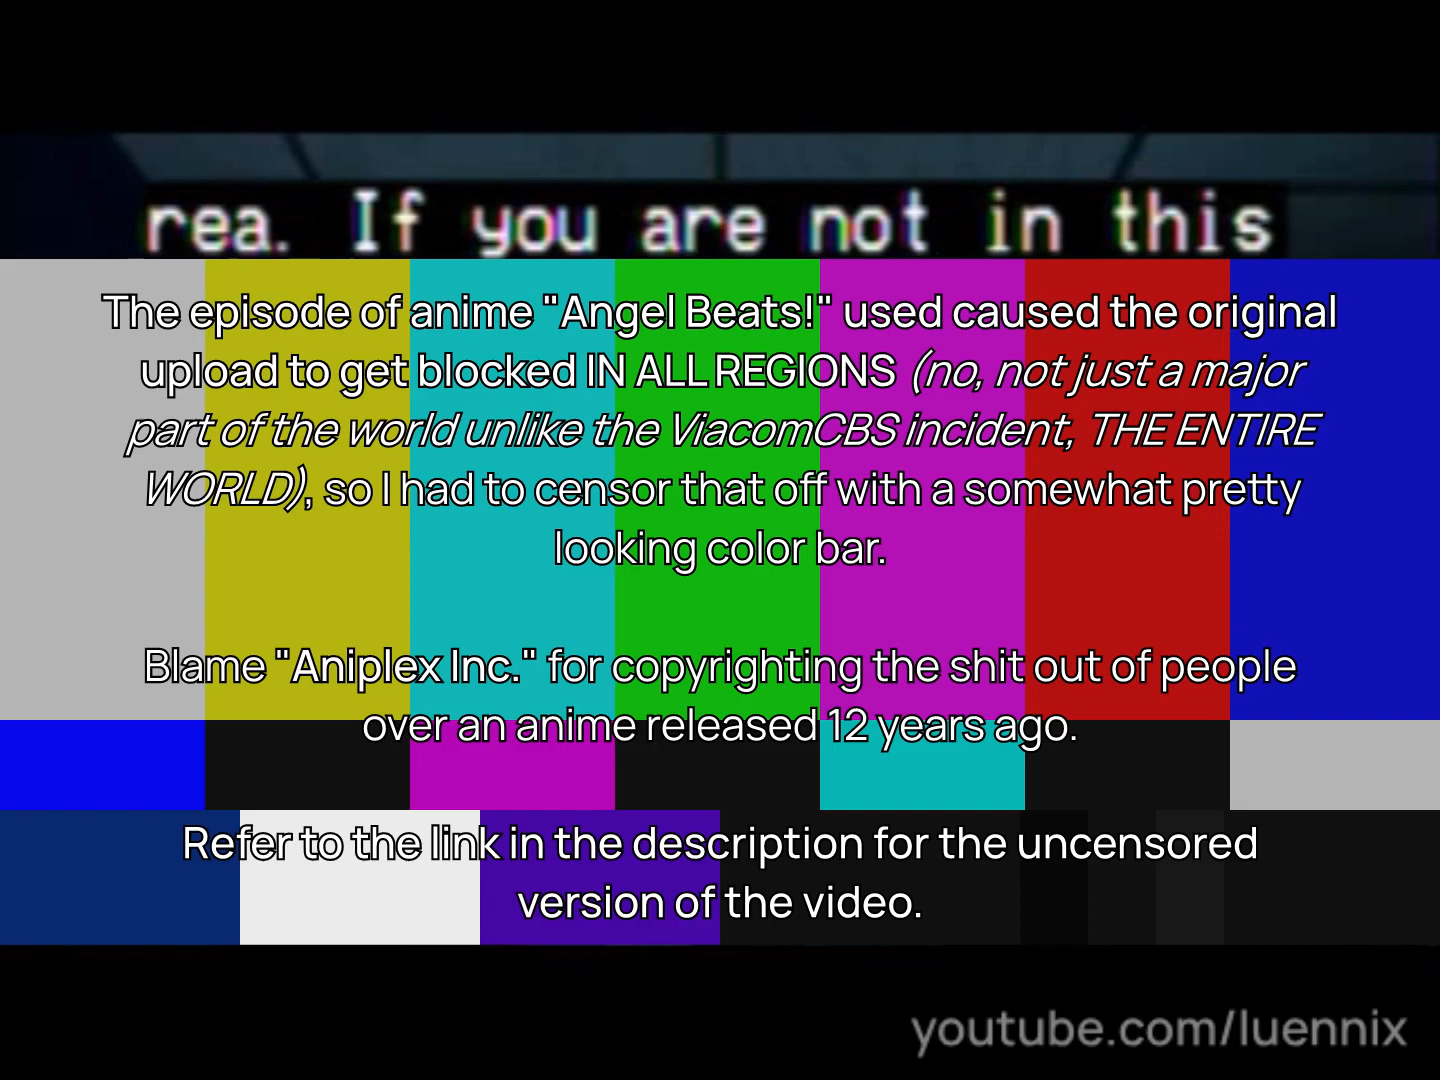 rea. If you are not in this
The episode of anime "Angel Beats!" used caused the original
upload to get blocked IN ALL REGIONS (no, not just a major
part of the world unlike the ViacomCBS incident, THE ENTIRE
WORLD), so I had to censor that off with a somewhat pretty
looking color bar.
Blame "Aniplex Inc." for copyrighting the shit out of people
over an anime released 12 years ago.
Refer to the link in the description for the uncensored
version of the video.
youtube.com/luennix